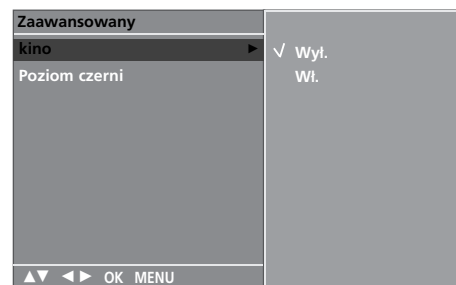 Zaawansowany
kino ►
Poziom czerni
√ Wył.
Wł.
▲▼ ◄► OK MENU